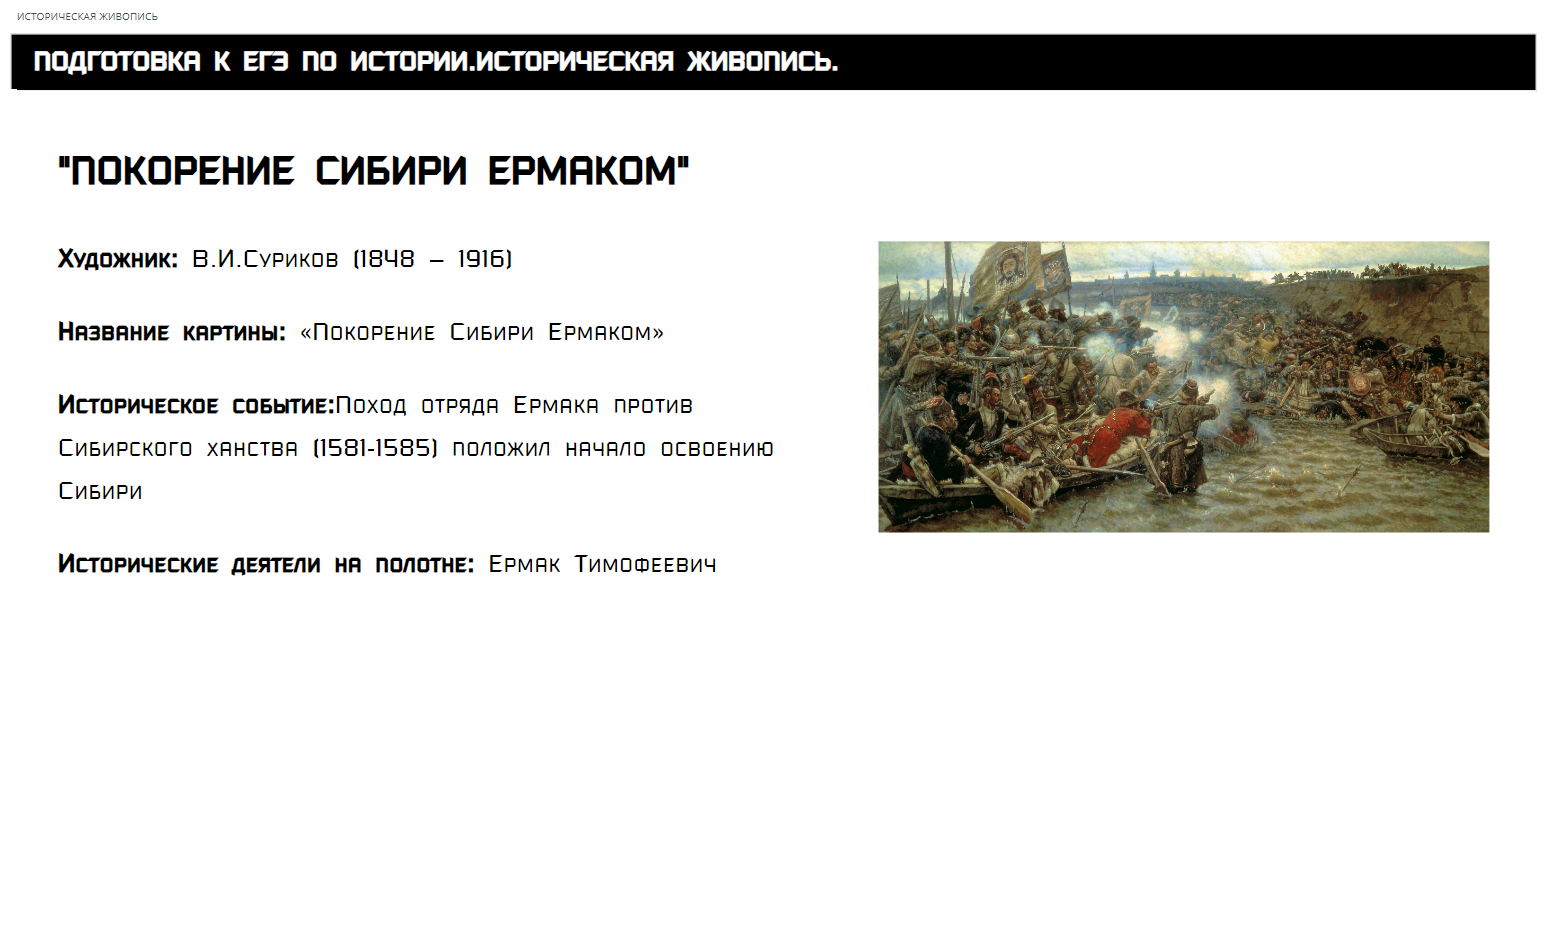 ИСТОРИЧЕСКАЯ ЖИВОПИСЬ
ПОДГОТОВКА К ЕГЭ ПО ИСТОРИИ.ИСТОРИЧЕСКАЯ ЖИВОПИСЬ.
"ПОКОРЕНИЕ СИБИРИ ЕРМАКОМ"
Художник: В.И.Суриков (1848 – 1916)
Название картины: «Покорение Сибири Ермаком»
Историческое событие:Поход отряда Ермака против
Сибирского ханства (1581-1585) положил начало освоению
Сибири
Исторические деятели на полотне: Ермак Тимофеевич